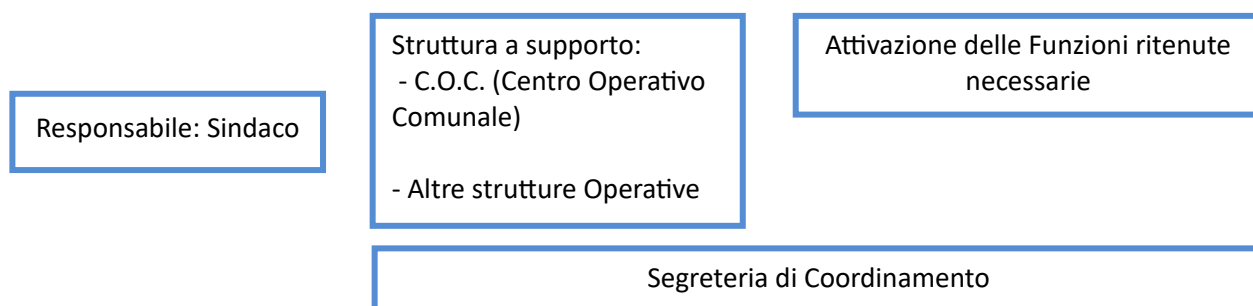 Responsabile: Sindaco
Struttura a supporto:
- C.O.C. (Centro Operativo
Comunale)
- Altre strutture Operative
Attivazione delle Funzioni ritenute
necessarie
Segreteria di Coordinamento